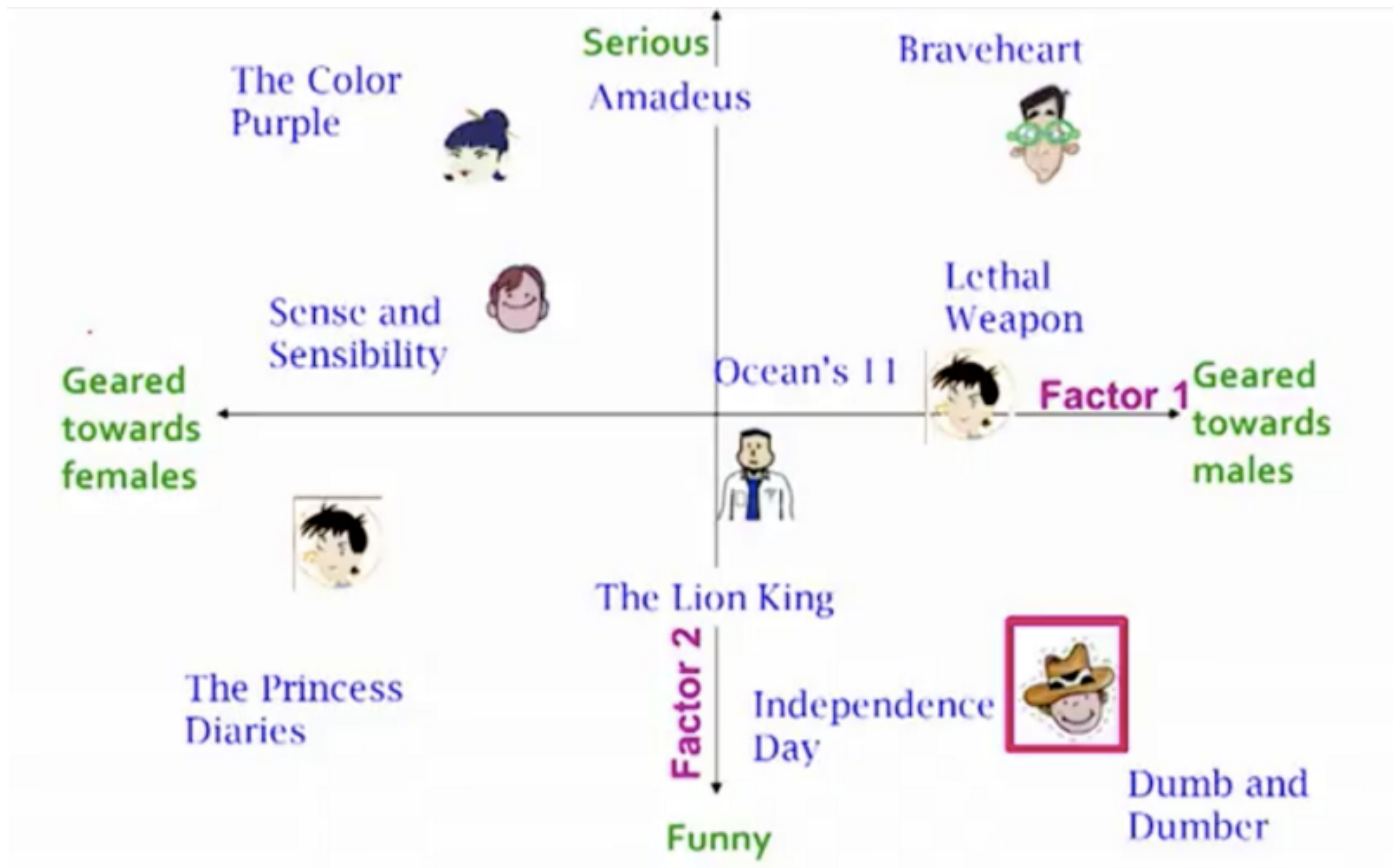 Serious
Braveheart
The Color
Purple
Amadeus
Lethal
Weapon
Sense and
Sensibility
Ocean's 11
Factor 1
Geared
towards
males
Geared
towards
females
The Lion King
Factor 2
The Princess
Diaries
Independence
Day
Dumb and
Dumber
Funny